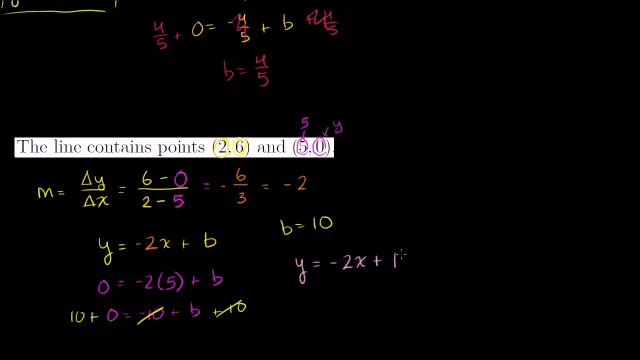 4/5 + 0 = -4/5 + b + 4/5
b = 4/5
5
y
The line contains points (2, 6) and (5, 0).
m = Δy/Δx = 6 - 0/2 - 5 = - 6/3 = - 2
y = -2x + b
b = 10
0 = -2(5) + b
y = - 2x + 1
10 + 0 = -10 + b + 10